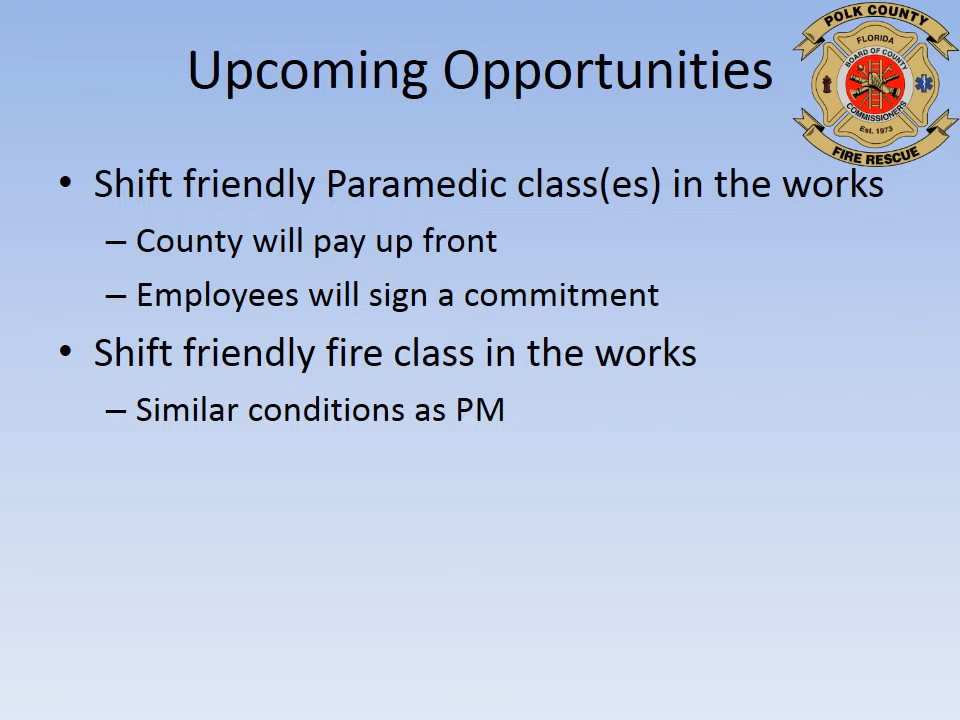 Upcoming Opportunities
POLK COUNTY
FLORIDA
BOARD OF COUNTY
COMMISSIONERS
Est. 1973
FIRE RESCUE
• Shift friendly Paramedic class(es) in the works
– County will pay up front
– Employees will sign a commitment
• Shift friendly fire class in the works
– Similar conditions as PM